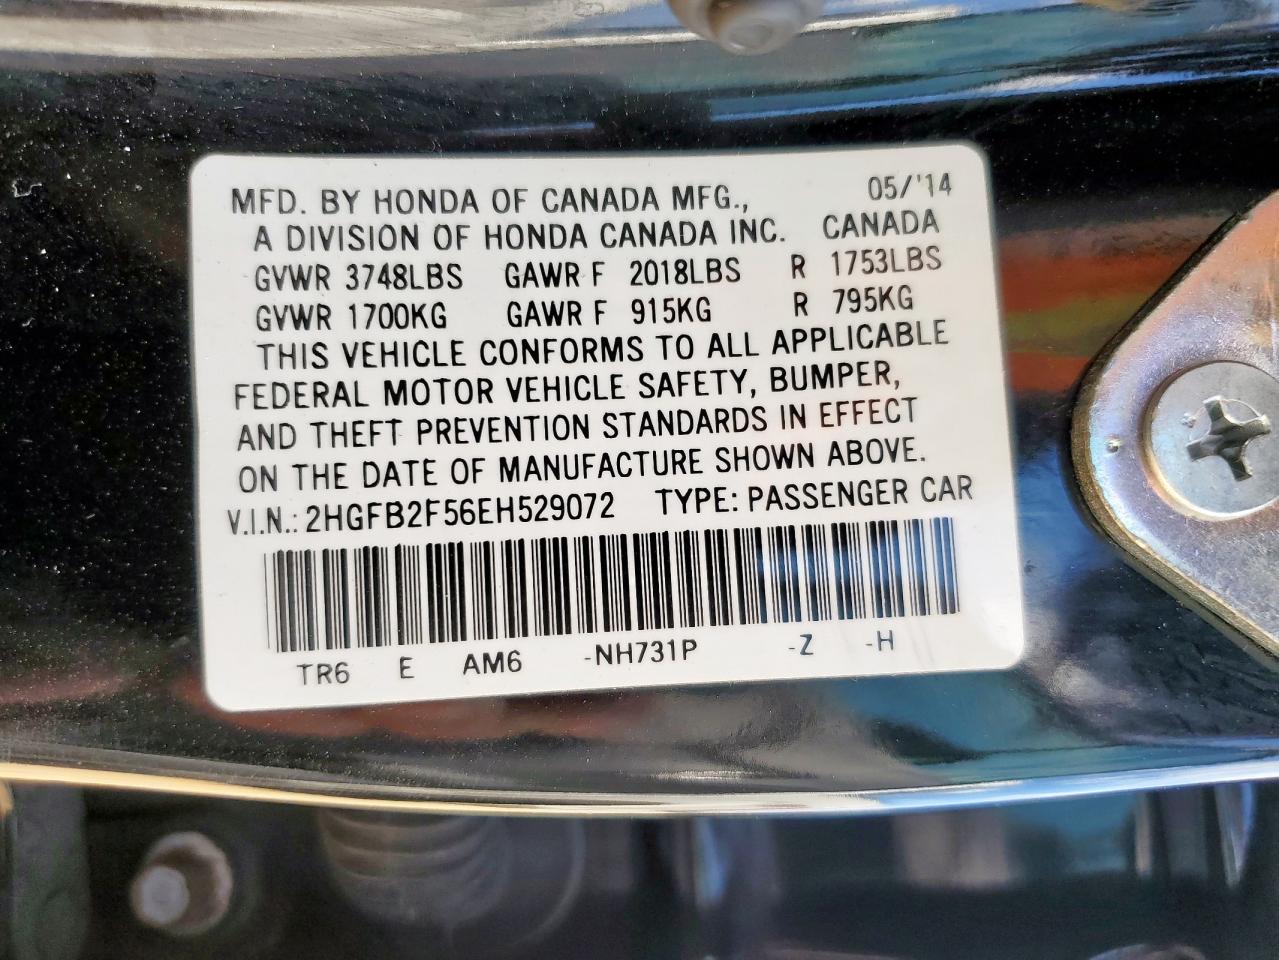 MFD. BY HONDA OF CANADA MFG., 05/'14
A DIVISION OF HONDA CANADA INC. CANADA
GVWR 3748LBS GAWR F 2018LBS R 1753LBS
GVWR 1700KG GAWR F 915KG R 795KG
THIS VEHICLE CONFORMS TO ALL APPLICABLE
FEDERAL MOTOR VEHICLE SAFETY, BUMPER,
AND THEFT PREVENTION STANDARDS IN EFFECT
ON THE DATE OF MANUFACTURE SHOWN ABOVE.
V.I.N.: 2HGFB2F56EH529072 TYPE: PASSENGER CAR
TR6 E AM6 -NH731P -Z -H